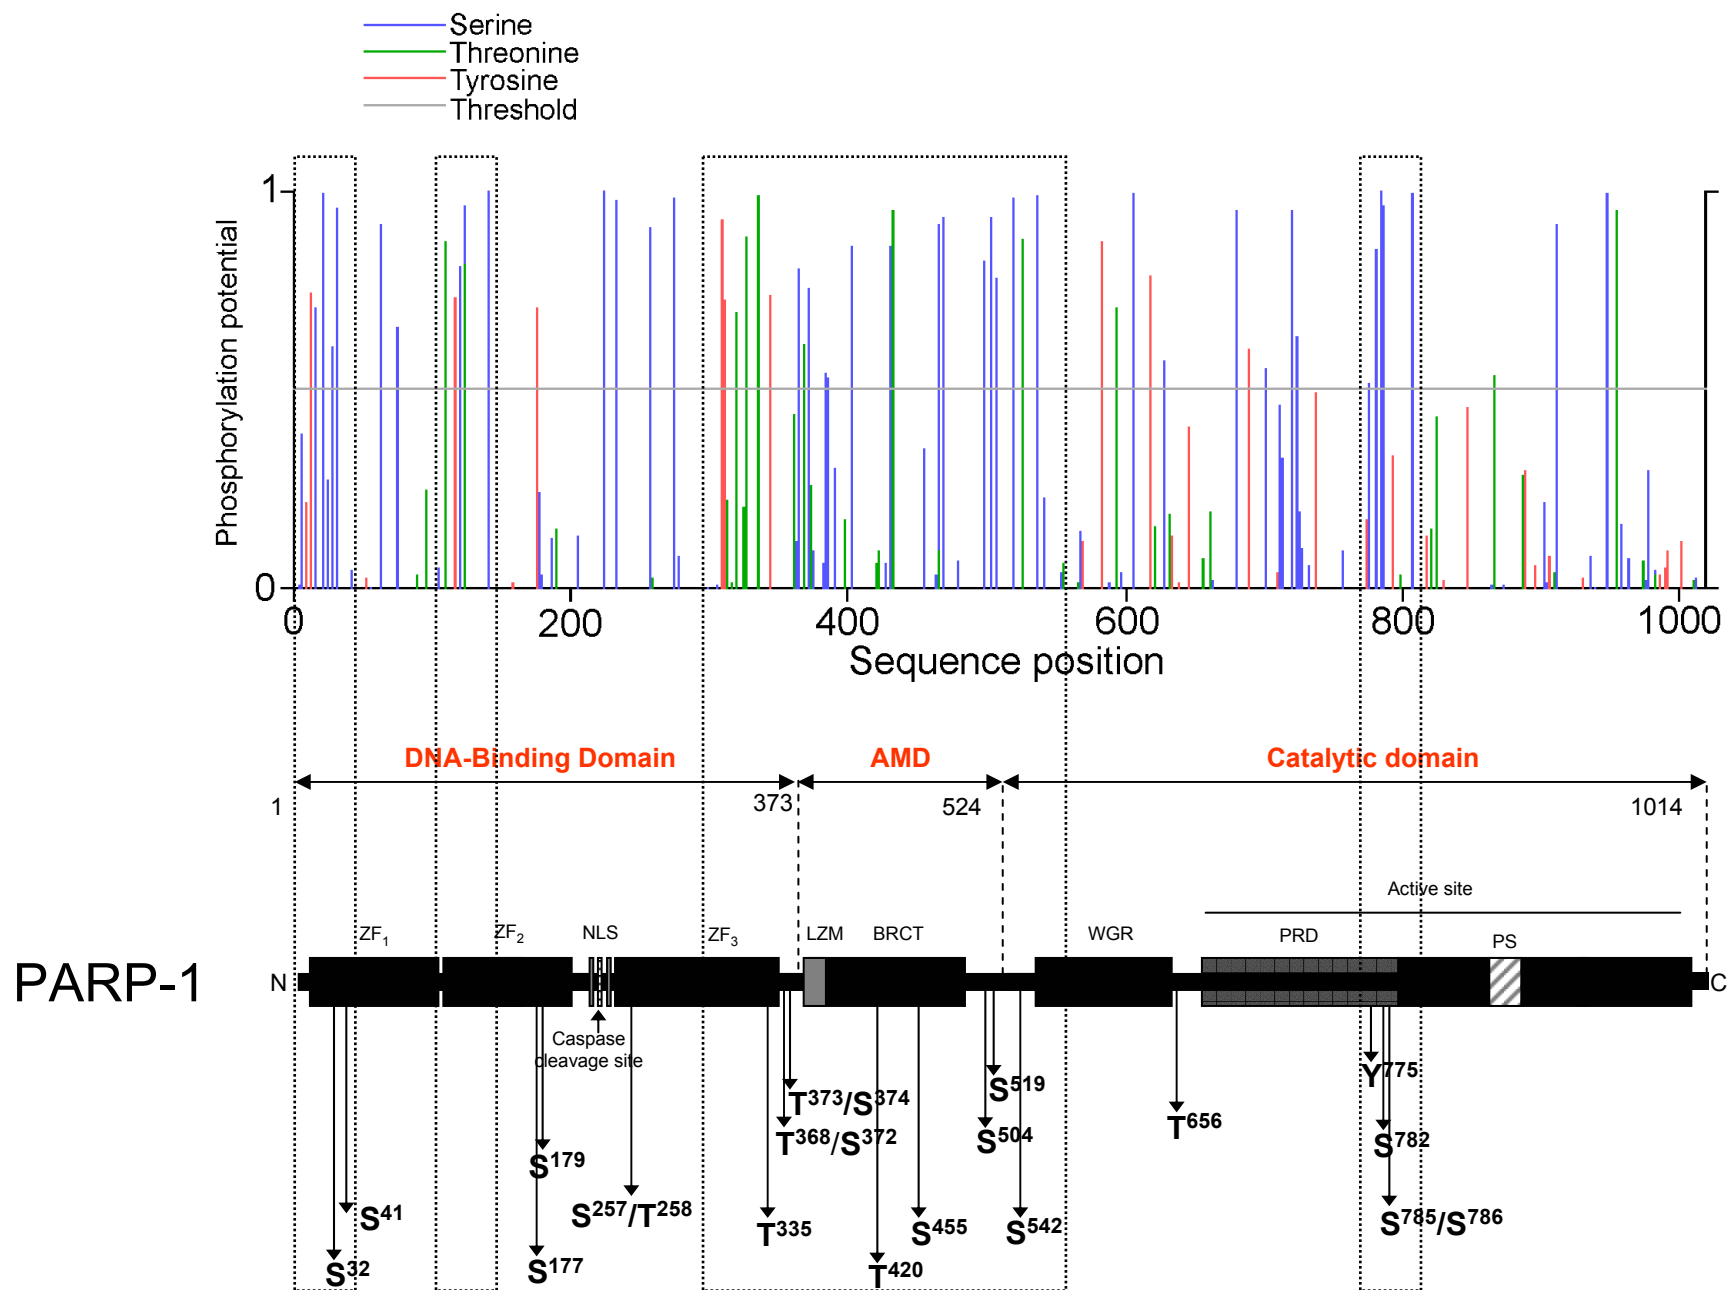 Serine
Threonine
Tyrosine
Threshold
Phosphorylation potential
1
0
0 200 400 600 800 1000
Sequence position
DNA-Binding Domain AMD Catalytic domain
1 373 524 1014
Active site
ZF1 ZF2 NLS ZF3 LZM BRCT WGR PRD PS
PARP-1 N C
Caspase
cleavage site
Y775
S519
T373/S374
T656
S504
T368/S372
S782
S179
S41
S257/T258
T335
S455
S542
S785/S786
S32
S177
T420